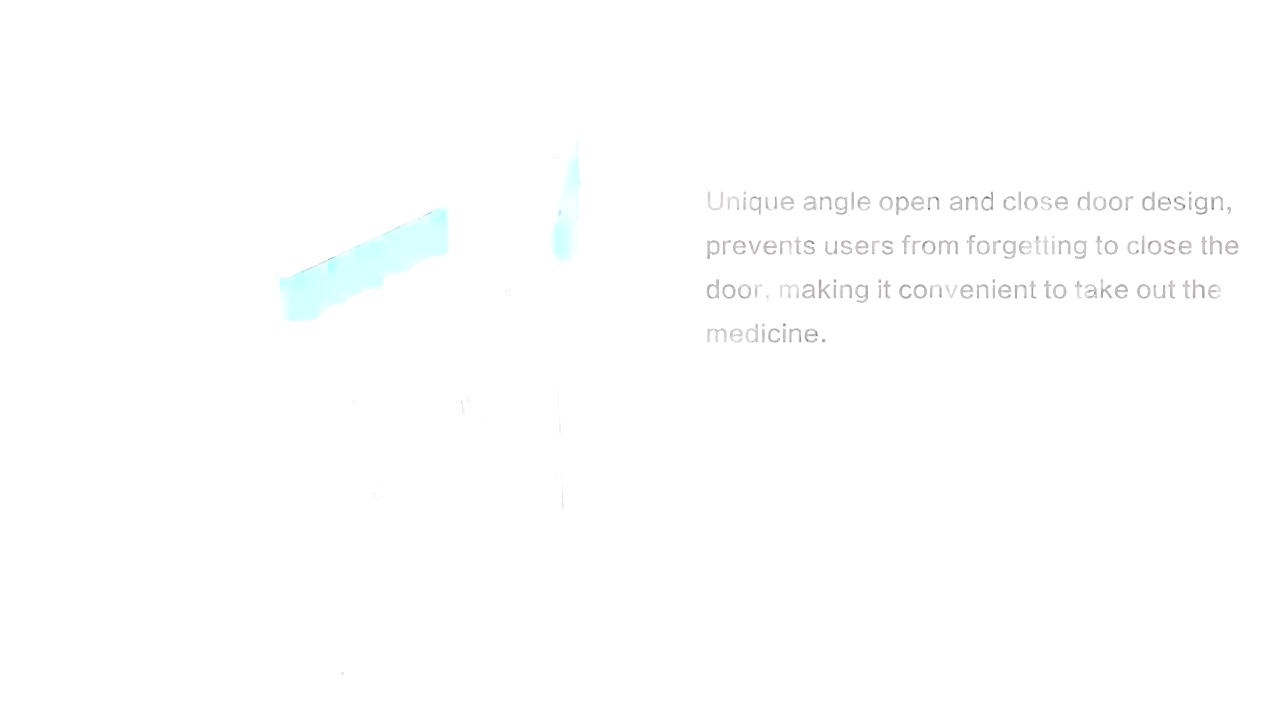 Unique angle open and close door design,
prevents users from forgetting to close the
door, making it convenient to take out the
medicine.